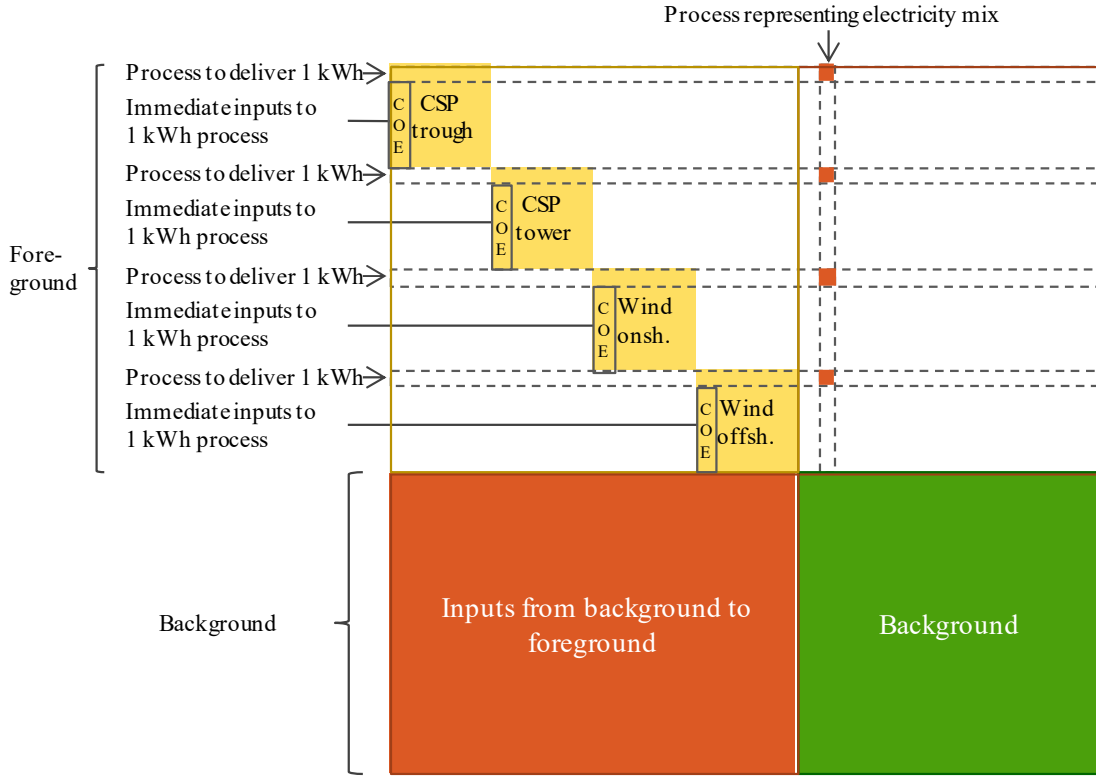 Process representing electricity mix
Process to deliver 1 kWh
Immediate inputs to
1 kWh process
C
O
E
CSP
trough
Process to deliver 1 kWh
Immediate inputs to
1 kWh process
C
O
E
CSP
tower
Fore-
ground
Process to deliver 1 kWh
Immediate inputs to
1 kWh process
C
O
E
Wind
onsh.
Process to deliver 1 kWh
Immediate inputs to
1 kWh process
C
O
E
Wind
offsh.
Background
Inputs from background to
foreground
Background